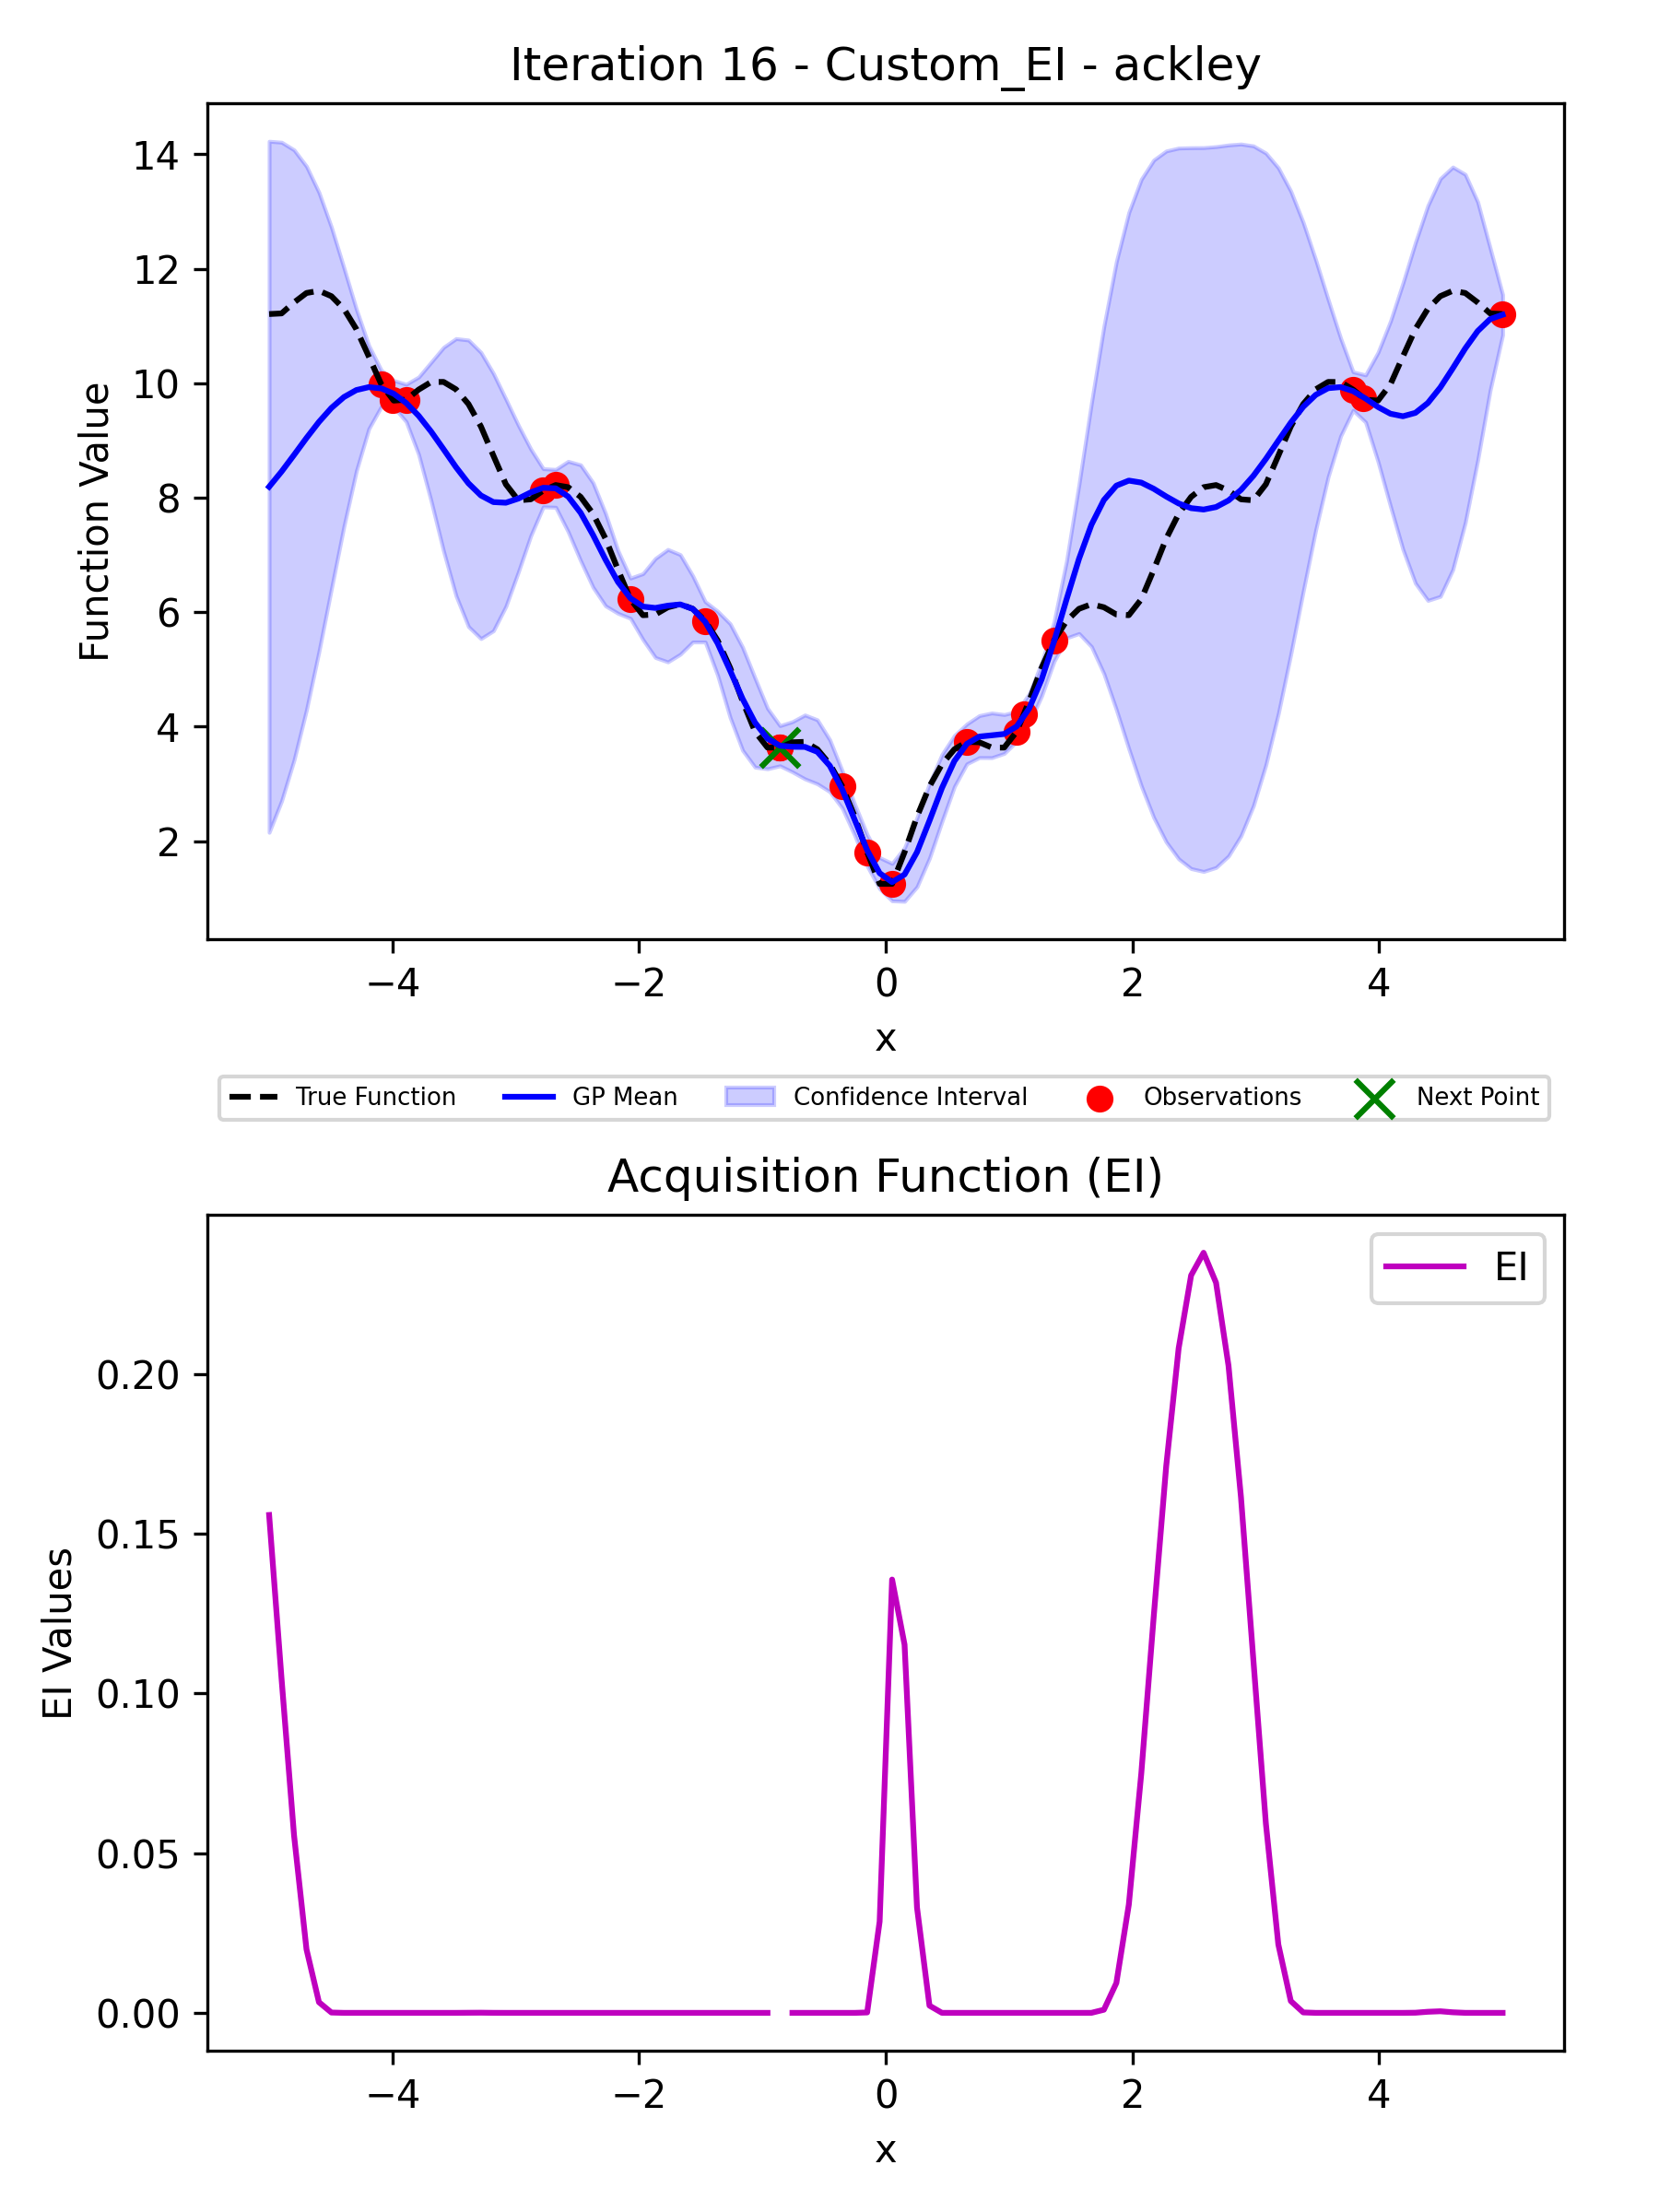 Iteration 16 - Custom_EI - ackley
14
12
10
8
6
4
2
Function Value
−4 −2 0 2 4
x
True Function GP Mean Confidence Interval Observations Next Point
Acquisition Function (EI)
EI
0.20
0.15
0.10
0.05
0.00
EI Values
−4 −2 0 2 4
x